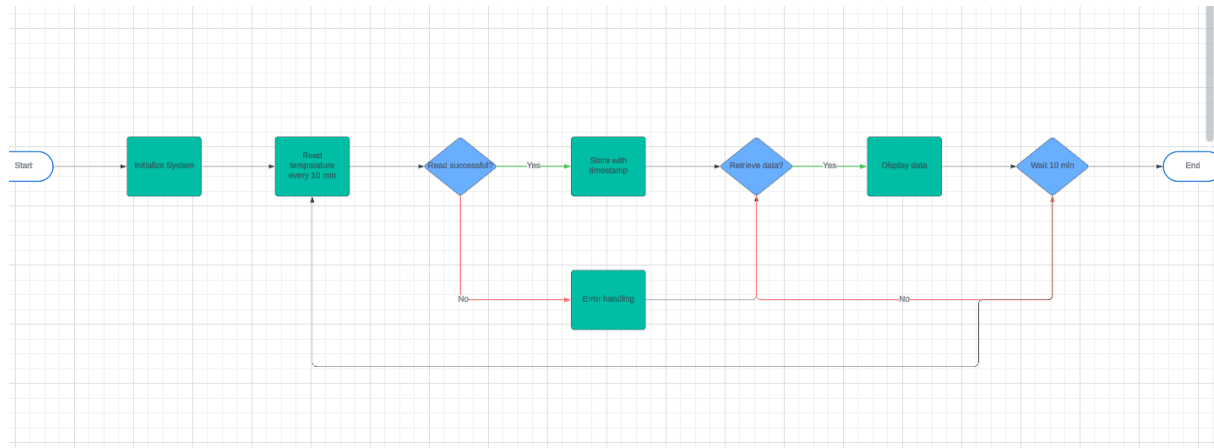 Start
Initialize System
Read
temperature
every 10 min
Read successful?
Yes
Store with
timestamp
Retrieve data?
Yes
Display data
Wait 10 min
End
No
Error handling
No